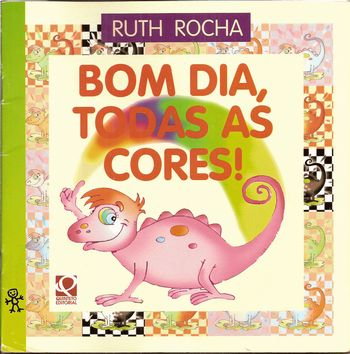 RUTH ROCHA
BOM DIA,
TODAS AS
CORES!
QUINTETO
EDITORIAL